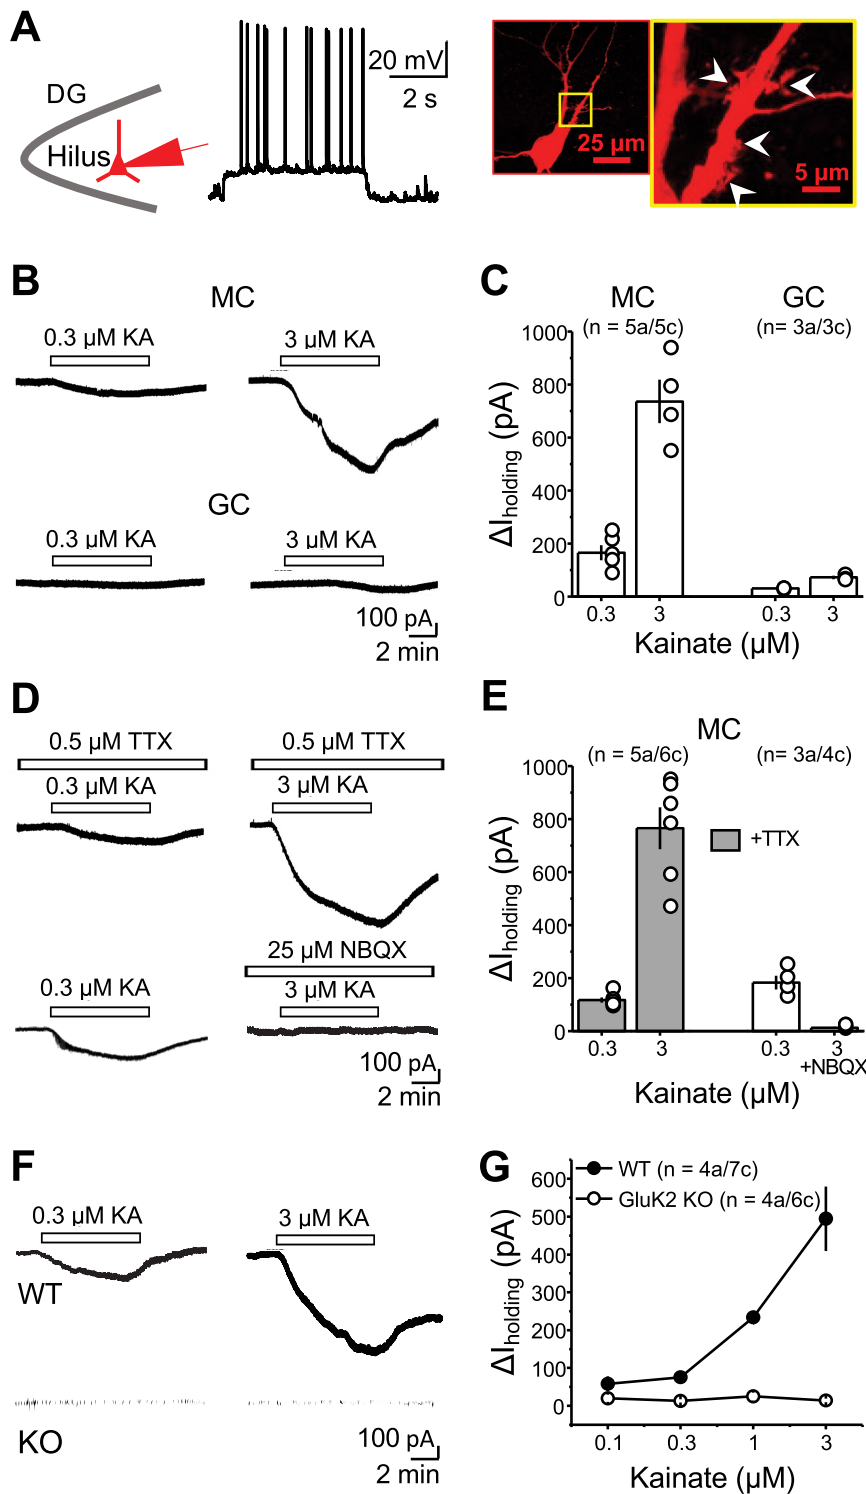 A
20 mV
2 s
DG
Hilus
25 µm
5 µm
B
MC
0.3 µM KA
3 µM KA
GC
0.3 µM KA
3 µM KA
100 pA
2 min
C
MC
GC
(n = 5a/5c)
(n= 3a/3c)
1000
800
600
400
200
0
ΔIholding (pA)
0.3
3
0.3
3
Kainate (µM)
D
0.5 µM TTX
0.5 µM TTX
0.3 µM KA
3 µM KA
25 µM NBQX
0.3 µM KA
3 µM KA
100 pA
2 min
E
MC
(n = 5a/6c)
(n= 3a/4c)
1000
800
600
400
200
0
ΔIholding (pA)
+TTX
0.3
3
0.3
3
+NBQX
Kainate (µM)
F
0.3 µM KA
3 µM KA
WT
KO
100 pA
2 min
G
WT (n = 4a/7c)
GluK2 KO (n = 4a/6c)
600
500
400
300
200
100
0
ΔIholding (pA)
0.1
0.3
1
3
Kainate (µM)